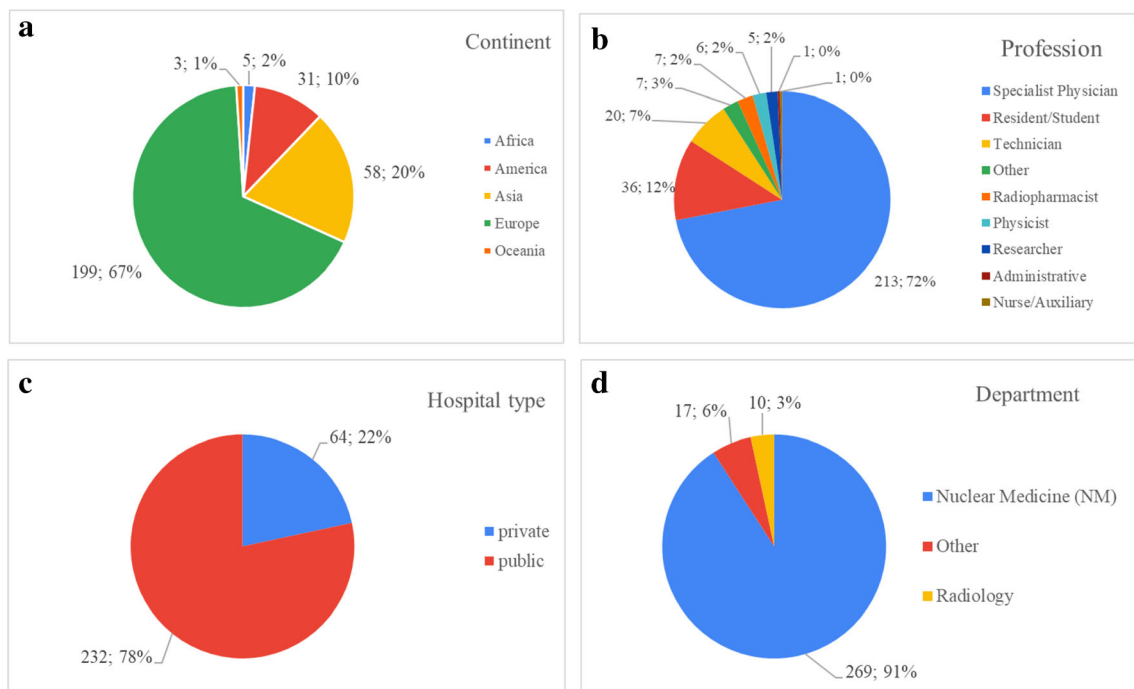 a
Continent
3; 1%
5; 2%
31; 10%
58; 20%
199; 67%
Africa
America
Asia
Europe
Oceania
b
Profession
5; 2%
1; 0%
6; 2%
7; 2%
1; 0%
7; 3%
20; 7%
36; 12%
213; 72%
Specialist Physician
Resident/Student
Technician
Other
Radiopharmacist
Physicist
Researcher
Administrative
Nurse/Auxiliary
c
Hospital type
64; 22%
232; 78%
private
public
d
Department
17; 6%
10; 3%
269; 91%
Nuclear Medicine (NM)
Other
Radiology